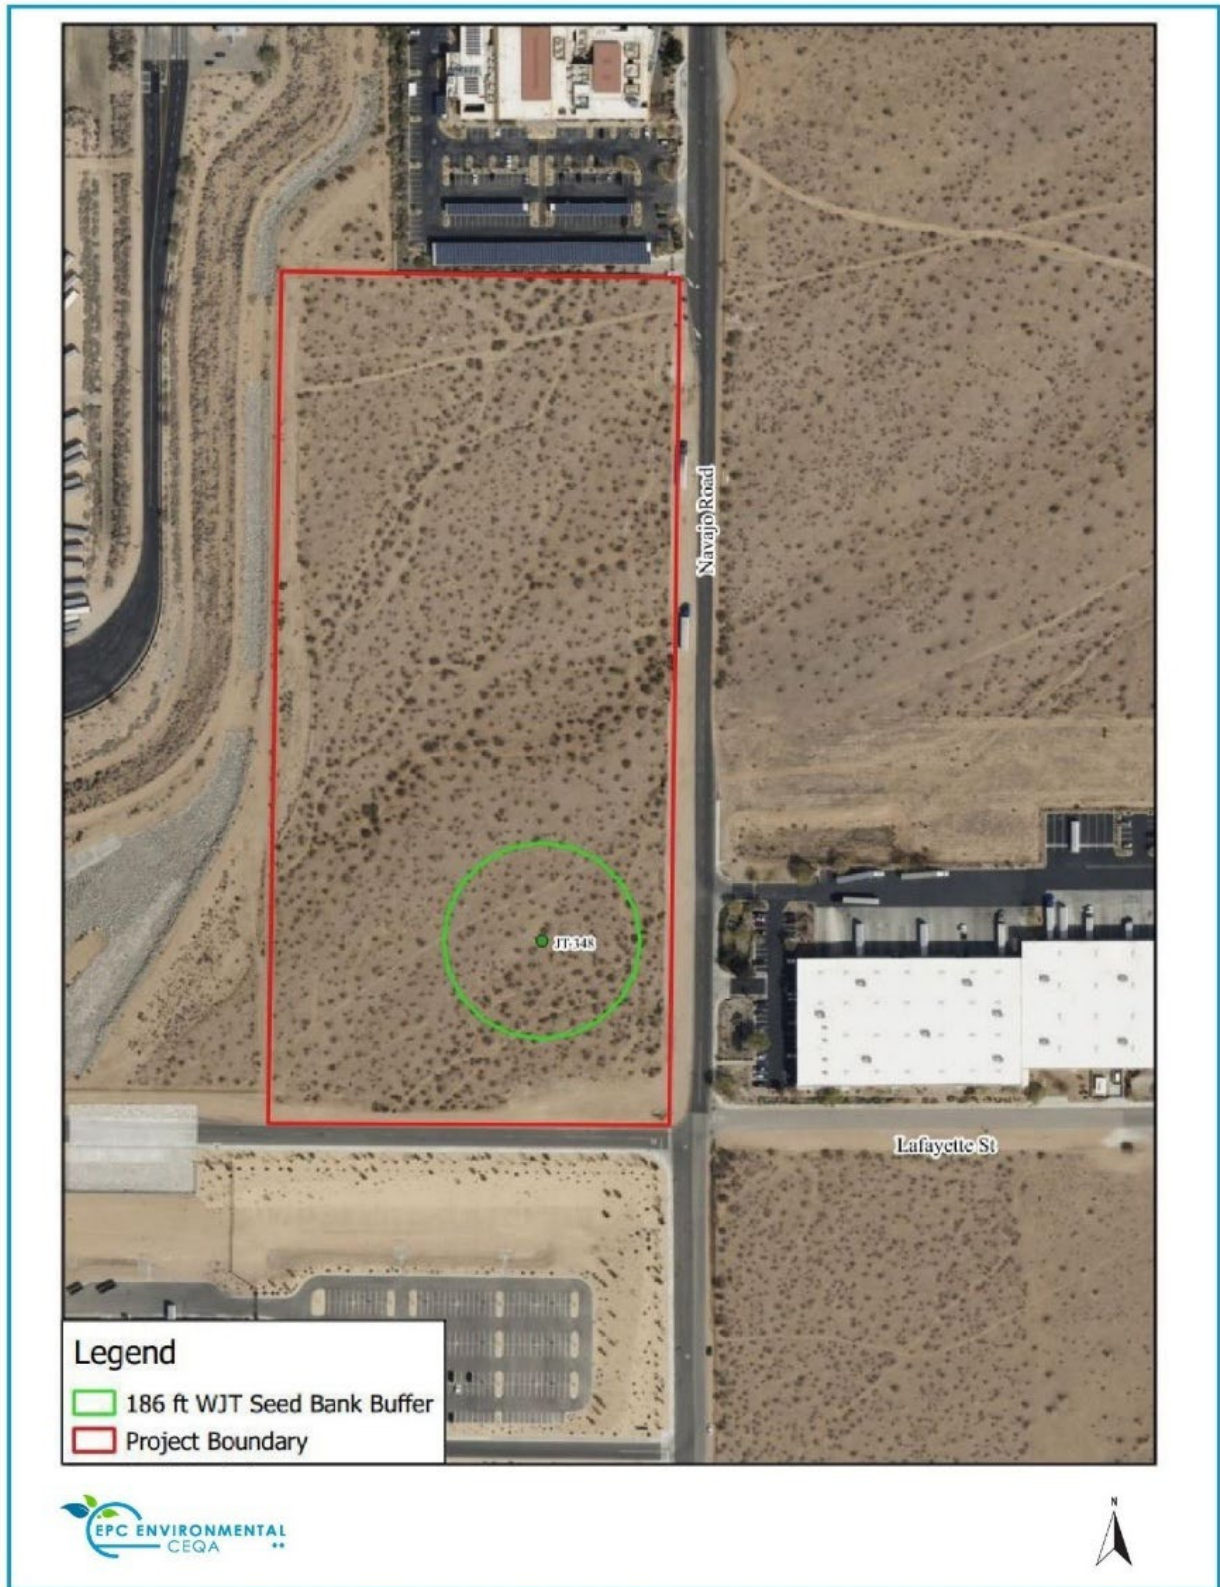 Navajo Road
JT-348
Lafayette St
Legend
186 ft WJT Seed Bank Buffer
Project Boundary
EPC ENVIRONMENTAL
CEQA
N